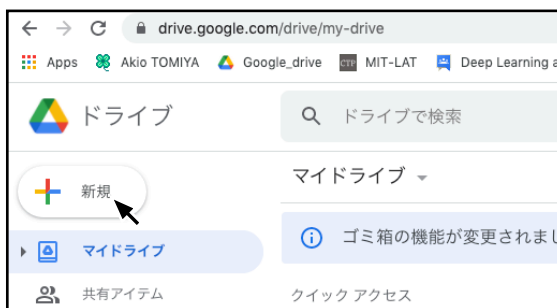 drive.google.com/drive/my-drive
Apps Akio TOMIYA Google_drive CTP MIT-LAT Deep Learning a
ドライブ
ドライブで検索
マイドライブ
新規
ゴミ箱の機能が変更されまし
マイドライブ
共有アイテム
クイック アクセス